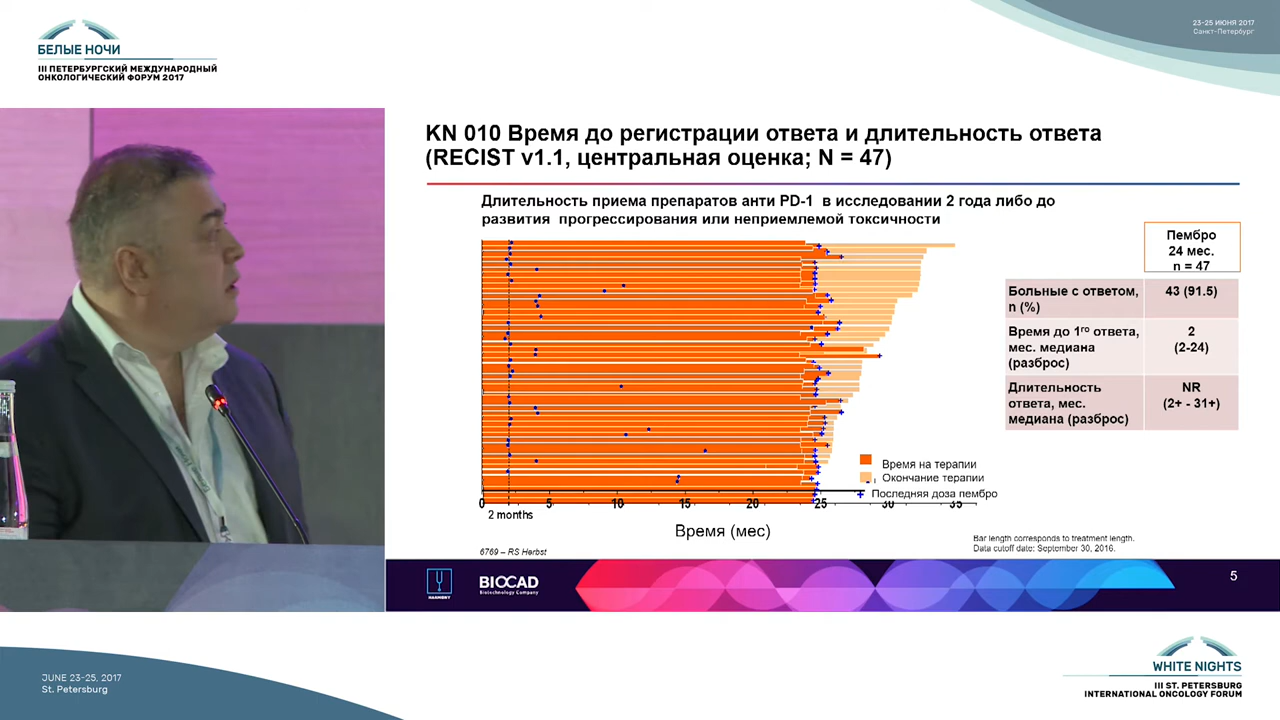 БЕЛЫЕ НОЧИ
III ПЕТЕРБУРГСКИЙ МЕЖДУНАРОДНЫЙ
ОНКОЛОГИЧЕСКИЙ ФОРУМ 2017
23-25 ИЮНЯ 2017
Санкт-Петербург
KN 010 Время до регистрации ответа и длительность ответа
(RECIST v1.1, центральная оценка; N = 47)
Длительность приема препаратов анти PD-1 в исследовании 2 года либо до
развития прогрессирования или неприемлемой токсичности
Пембро
24 мес.
n = 47
Больные с ответом,
n (%)
43 (91.5)
Время до 1го ответа,
мес. медиана
(разброс)
2
(2-24)
Длительность
ответа, мес.
медиана (разброс)
NR
(2+ - 31+)
Время на терапии
Окончание терапии
Последняя доза пембро
0 5 10 15 20 25 30 35
2 months
Время (мес)
6769 – RS Herbst
Bar length corresponds to treatment length.
Data cutoff date: September 30, 2016.
HARMONY
BIOCAD
Biotechnology Company
5
JUNE 23-25, 2017
St. Petersburg
WHITE NIGHTS
III ST. PETERSBURG
INTERNATIONAL ONCOLOGY FORUM